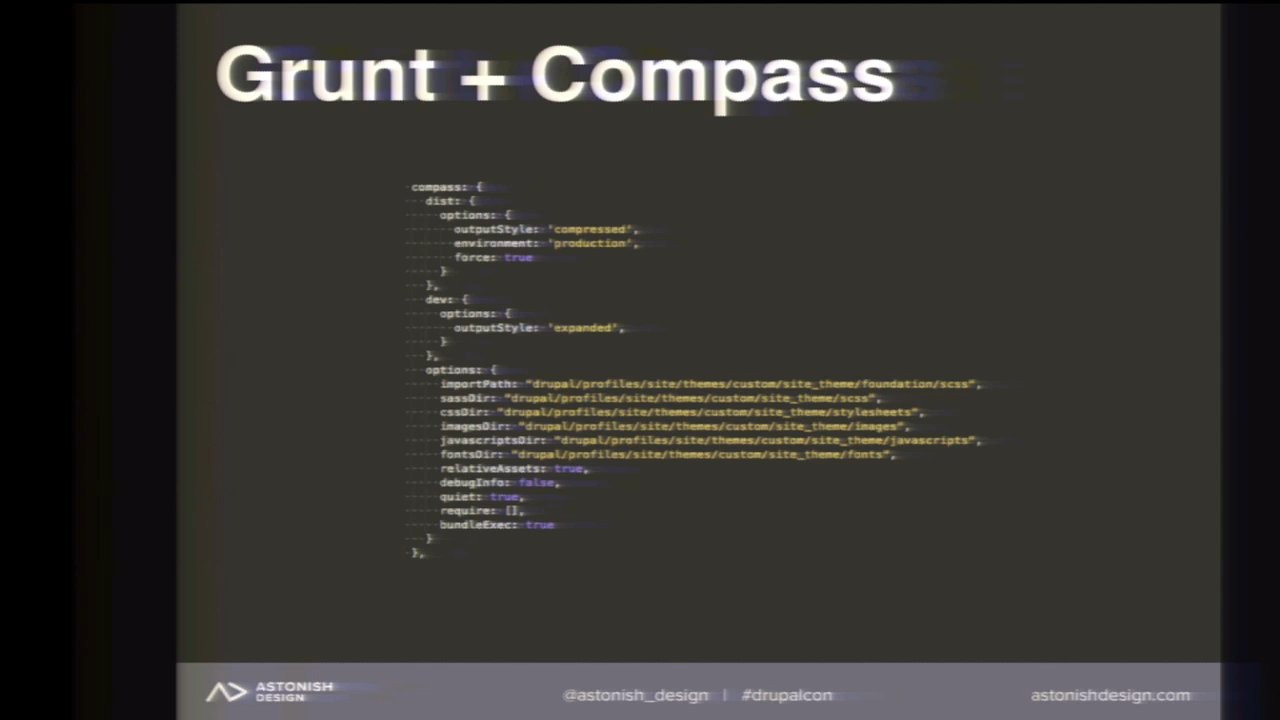 Grunt + Compass
compass: {
dist: {
options: {
outputStyle: 'compressed',
environment: 'production',
force: true
}
},
dev: {
options: {
outputStyle: 'expanded',
}
},
options: {
importPath: "drupal/profiles/site/themes/custom/site_theme/foundation/scss",
sassDir: "drupal/profiles/site/themes/custom/site_theme/scss",
cssDir: "drupal/profiles/site/themes/custom/site_theme/stylesheets",
imagesDir: "drupal/profiles/site/themes/custom/site_theme/images",
javascriptsDir: "drupal/profiles/site/themes/custom/site_theme/javascripts",
fontsDir: "drupal/profiles/site/themes/custom/site_theme/fonts",
relativeAssets: true,
debugInfo: false,
quiet: true,
require: [],
bundleExec: true
}
},
ASTONISH
DESIGN
@astonish_design | #drupalcon
astonishdesign.com